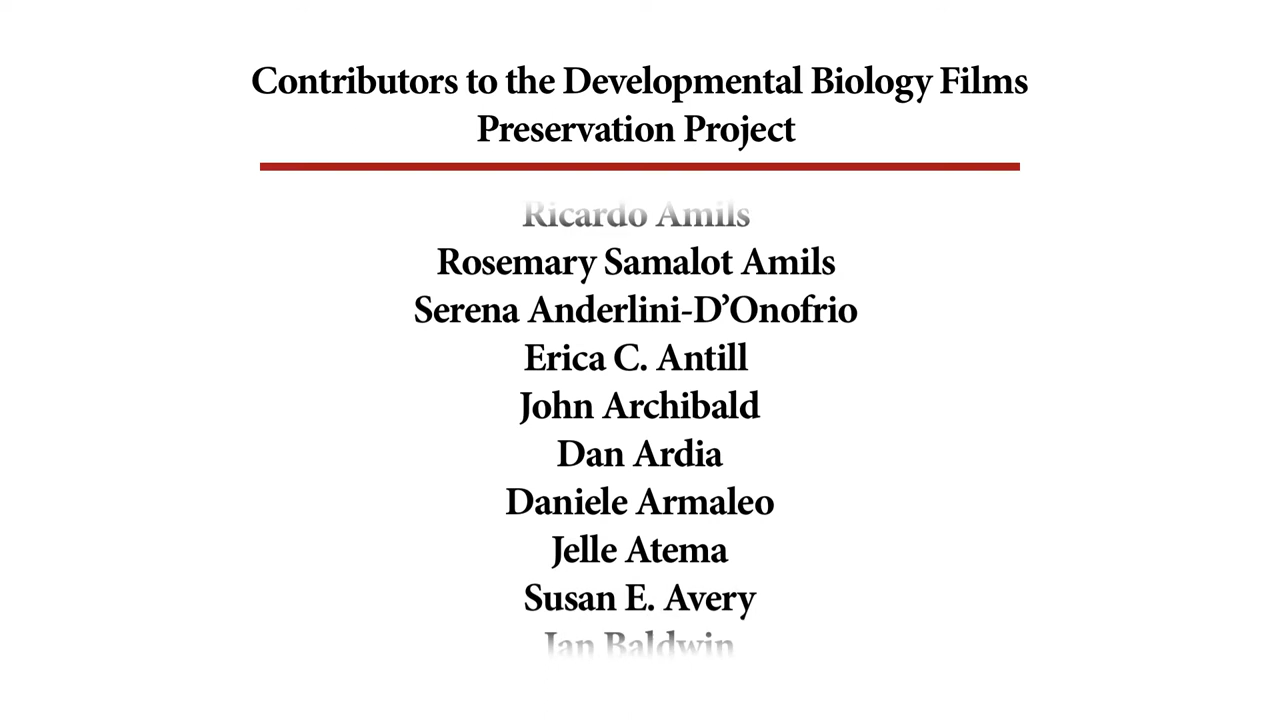 Contributors to the Developmental Biology Films
Preservation Project
Ricardo Amils
Rosemary Samalot Amils
Serena Anderlini-D’Onofrio
Erica C. Antill
John Archibald
Dan Ardia
Daniele Armaleo
Jelle Atema
Susan E. Avery
Baldwin